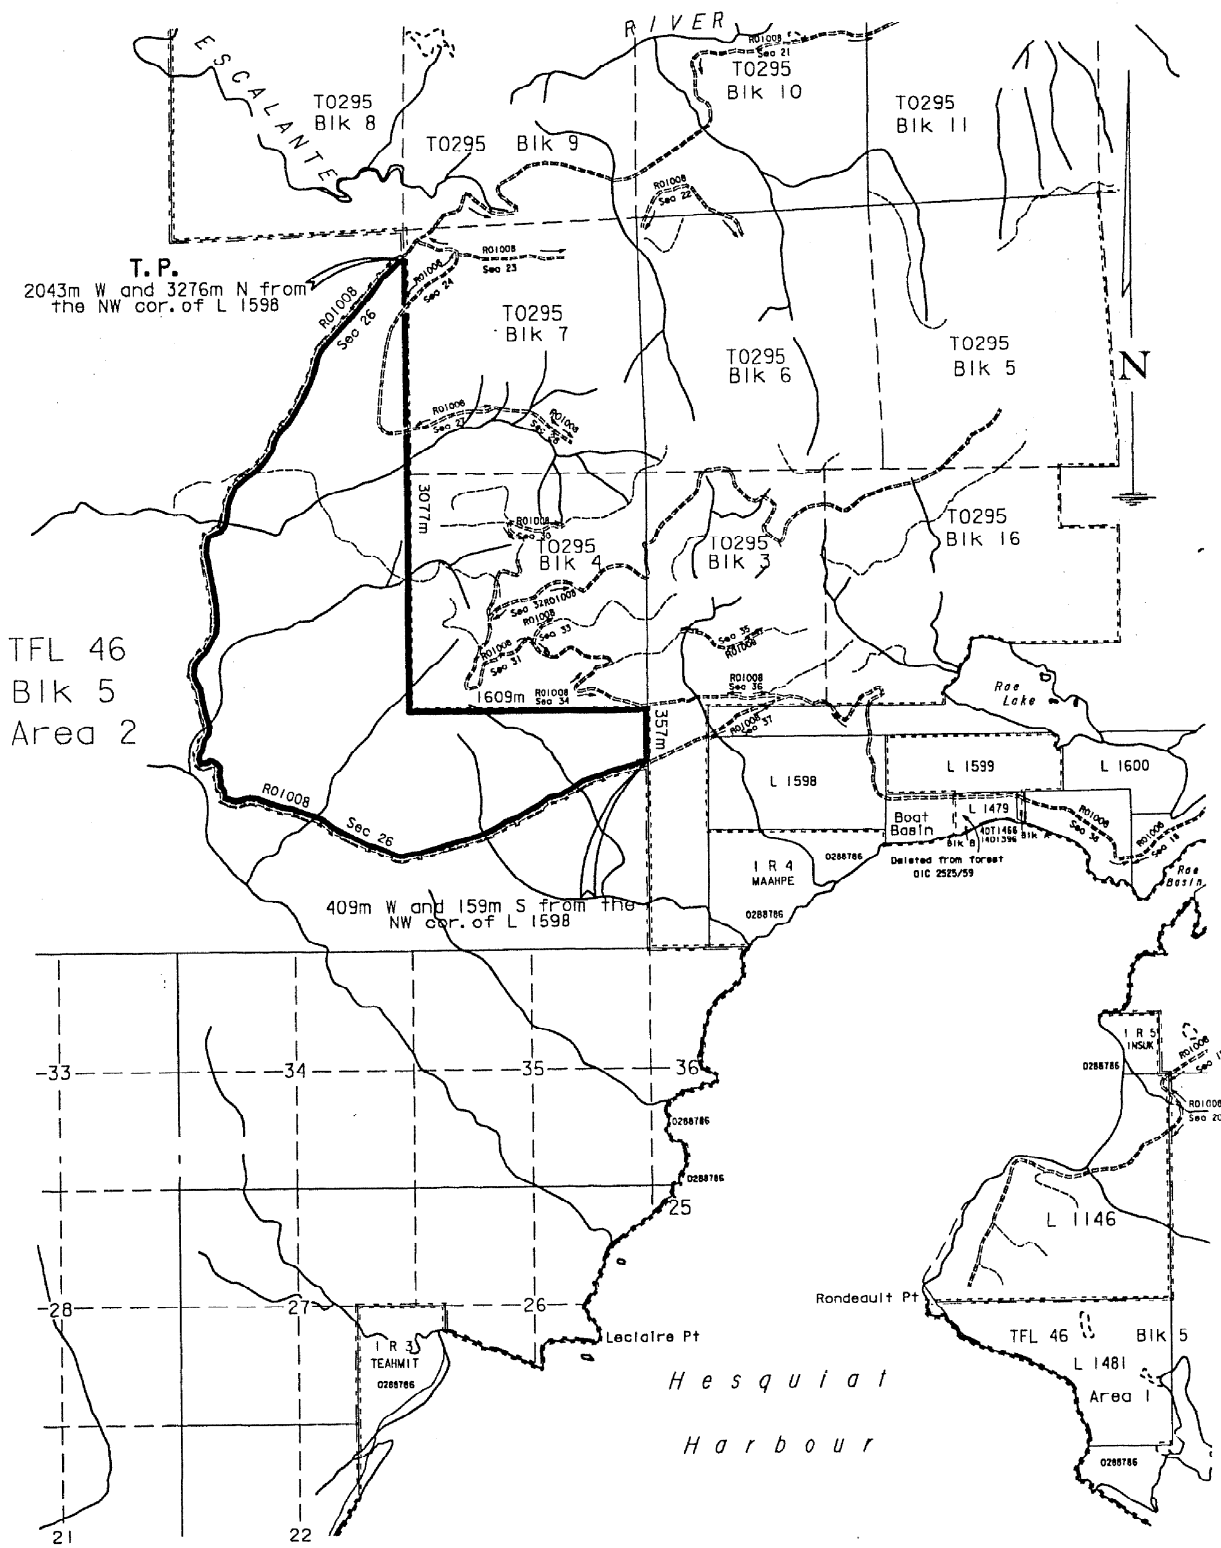 RIVER
ESCALANTE
R01008
Sec 21
T0295
Blk 10
T0295
Blk 8
T0295
Blk 11
T0295
Blk 9
R01008
Sec 22
T.P.
2043m W and 3276m N from
the NW cor. of L 1598
R01008
Sec 23
R01008
Sec 24
R01008
Sec 26
T0295
Blk 7
T0295
Blk 6
T0295
Blk 5
N
R01008
Sec 27
R01008
3077m
R01008
T0295
Blk 4
T0295
Blk 3
T0295
Blk 16
Sec 32 R01008
R01008
Sec 33
R01008
Sec 31
Sec 35
R01008
TFL 46
Blk 5
Area 2
1609m
R01008
Sec 34
R01008
Sec 36
Rae
Lake
357m
R01008
Sec 37
L 1598
L 1599
L 1600
R01008
Sec 26
Boat
Basin
L 1479
Blk B
40T1466
1401396
Blk A
R01008
Sec 38
R01008
Sec 18
Deleted from forest
OIC 2525/59
I R 4
MAAHPE
0288786
0288786
Rae
Basin
409m W and 159m S from the
NW cor. of L 1598
33
34
35
36
I R 5
INSUK
0288786
R01008
R01008
Sec 20
0288786
0288786
25
L 1146
28
27
26
Rondeault Pt
Leclaire Pt
I R 3
TEAHMIT
0288786
TFL 46 Blk 5
L 1481
Area 1
Hesquiat
Harbour
0288786
21
22